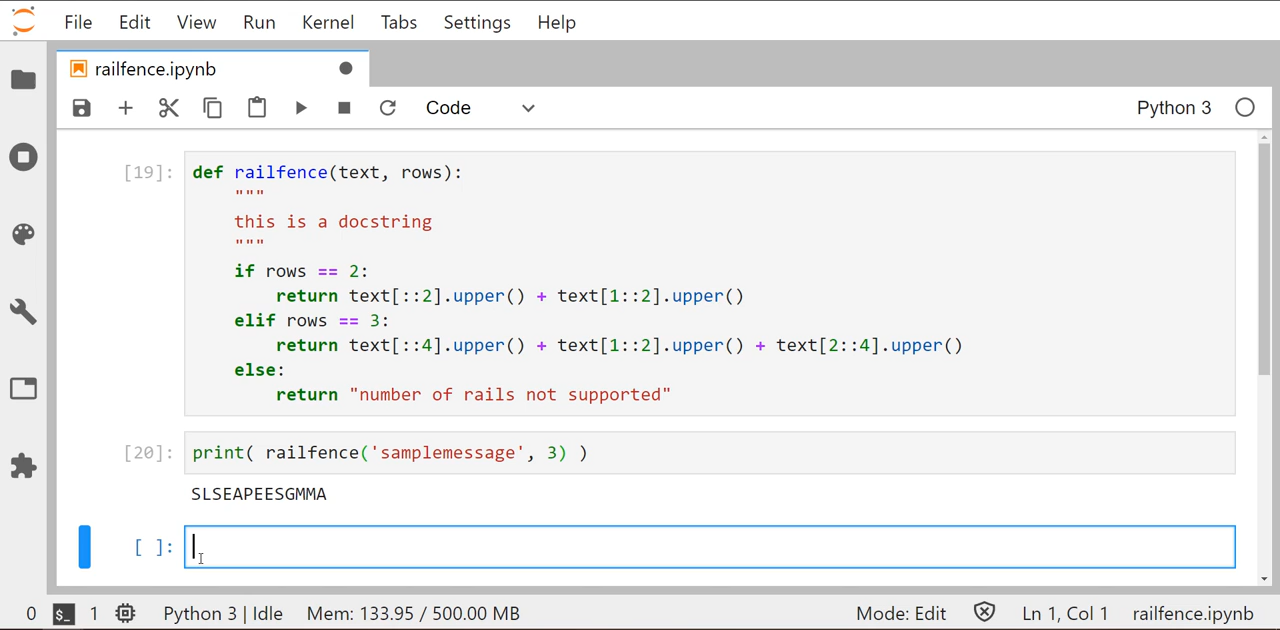 File Edit View Run Kernel Tabs Settings Help
railfence.ipynb
Code Python 3
[19]: def railfence(text, rows):
"""
this is a docstring
"""
if rows == 2:
return text[::2].upper() + text[1::2].upper()
elif rows == 3:
return text[::4].upper() + text[1::2].upper() + text[2::4].upper()
else:
return "number of rails not supported"
[20]: print( railfence('samplemessage', 3) )
SLSEAPEESGMMA
[ ]:
0 $_ 1 Python 3 | Idle Mem: 133.95 / 500.00 MB Mode: Edit Ln 1, Col 1 railfence.ipynb